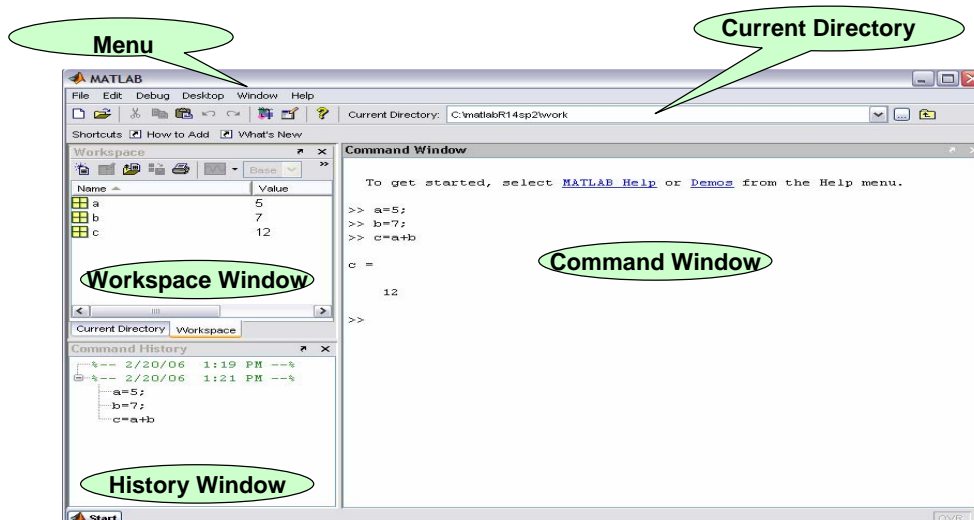 Menu
Current Directory
MATLAB
File Edit Debug Desktop Window Help
Current Directory: C:\matlabR14sp2\work
Shortcuts How to Add What's New
Workspace
Base
Name Value
a 5
b 7
c 12
Workspace Window
Current Directory Workspace
Command History
%-- 2/20/06 1:19 PM --%
%-- 2/20/06 1:21 PM --%
a=5;
b=7;
c=a+b
History Window
Command Window
To get started, select MATLAB Help or Demos from the Help menu.
>> a=5;
>> b=7;
>> c=a+b
c =
12
>>
Command Window
Start
OVR